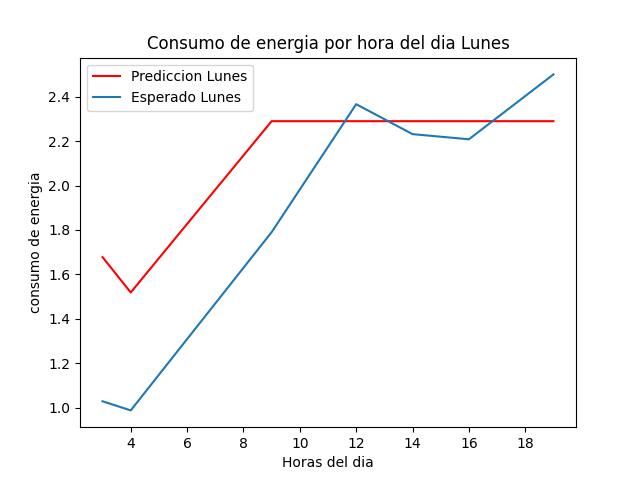 Consumo de energia por hora del dia Lunes
Prediccion Lunes
Esperado Lunes
consumo de energia
2.4
2.2
2.0
1.8
1.6
1.4
1.2
1.0
4 6 8 10 12 14 16 18
Horas del dia